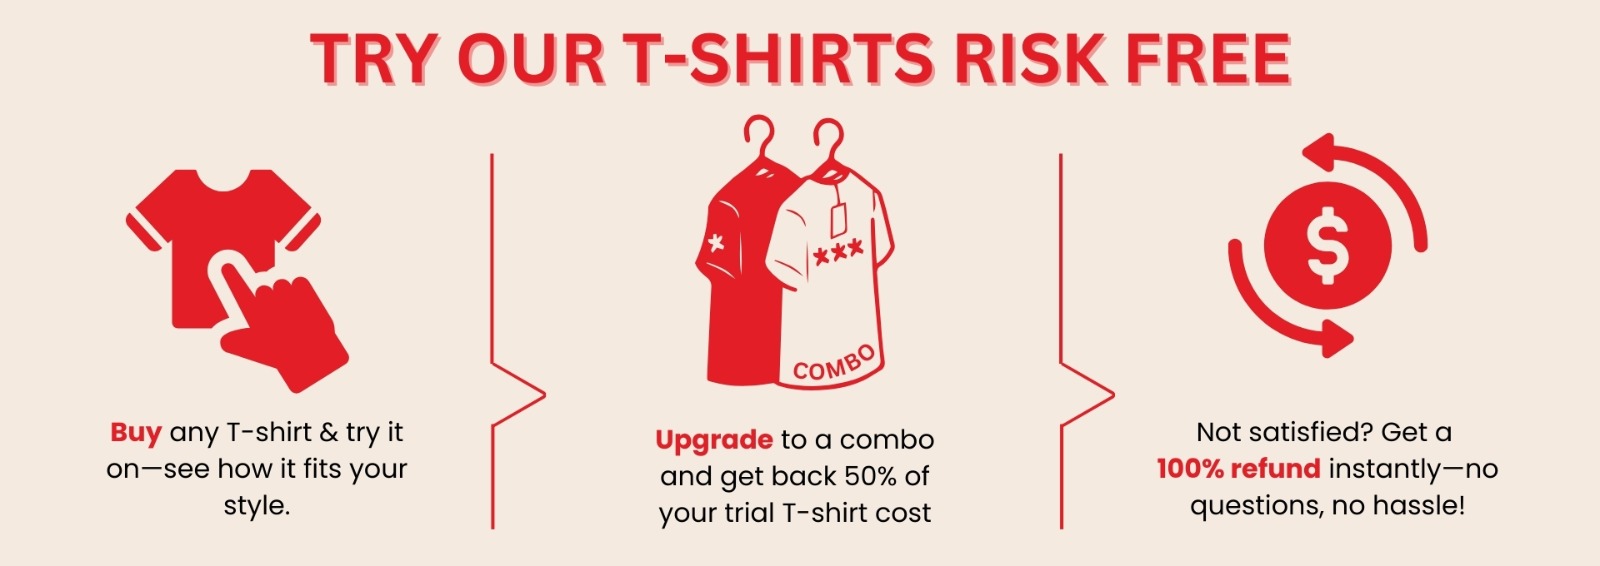 TRY OUR T-SHIRTS RISK FREE
Buy any T-shirt & try it
on—see how it fits your
style.
COMBO
Upgrade to a combo
and get back 50% of
your trial T-shirt cost
$
Not satisfied? Get a
100% refund instantly—no
questions, no hassle!